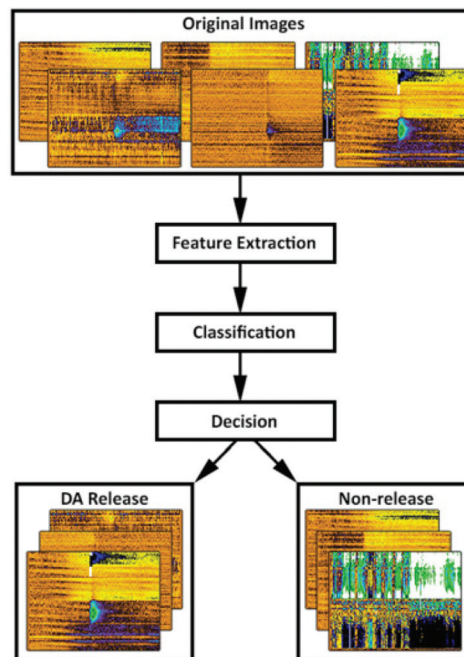 Original Images
Feature Extraction
Classification
Decision
DA Release
Non-release